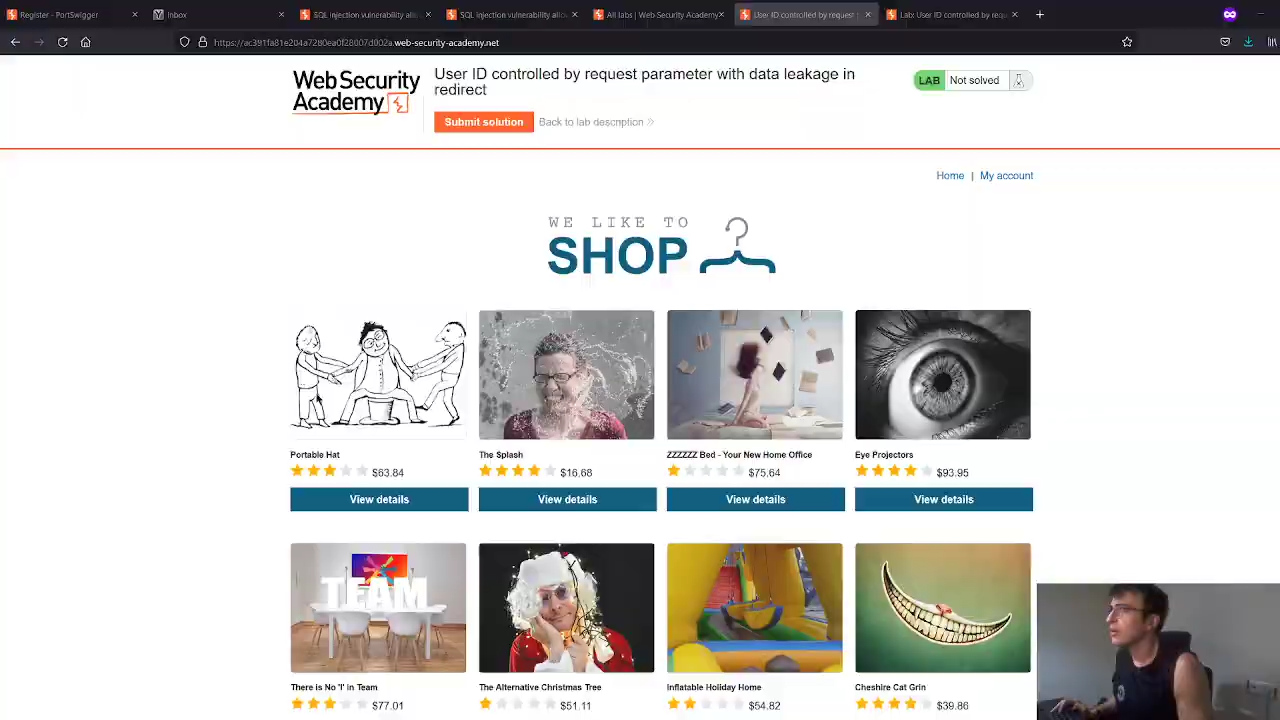 Register - PortSwigger
Inbox
SQL injection vulnerability allo
SQL injection vulnerability allo
All labs | Web Security Academy
User ID controlled by request
Lab: User ID controlled by requ
https://ac391fa81e204a7280ea0f28007d002a.web-security-academy.net
Web Security
Academy
User ID controlled by request parameter with data leakage in
redirect
LAB Not solved
Submit solution
Back to lab description
Home | My account
WE LIKE TO
SHOP
Portable Hat
The Splash
ZZZZZZ Bed - Your New Home Office
Eye Projectors
$63.84
$16.68
$75.64
$93.95
View details
View details
View details
View details
TEAM
There is No 'I' in Team
The Alternative Christmas Tree
Inflatable Holiday Home
Cheshire Cat Grin
$77.01
$51.11
$54.82
$39.86